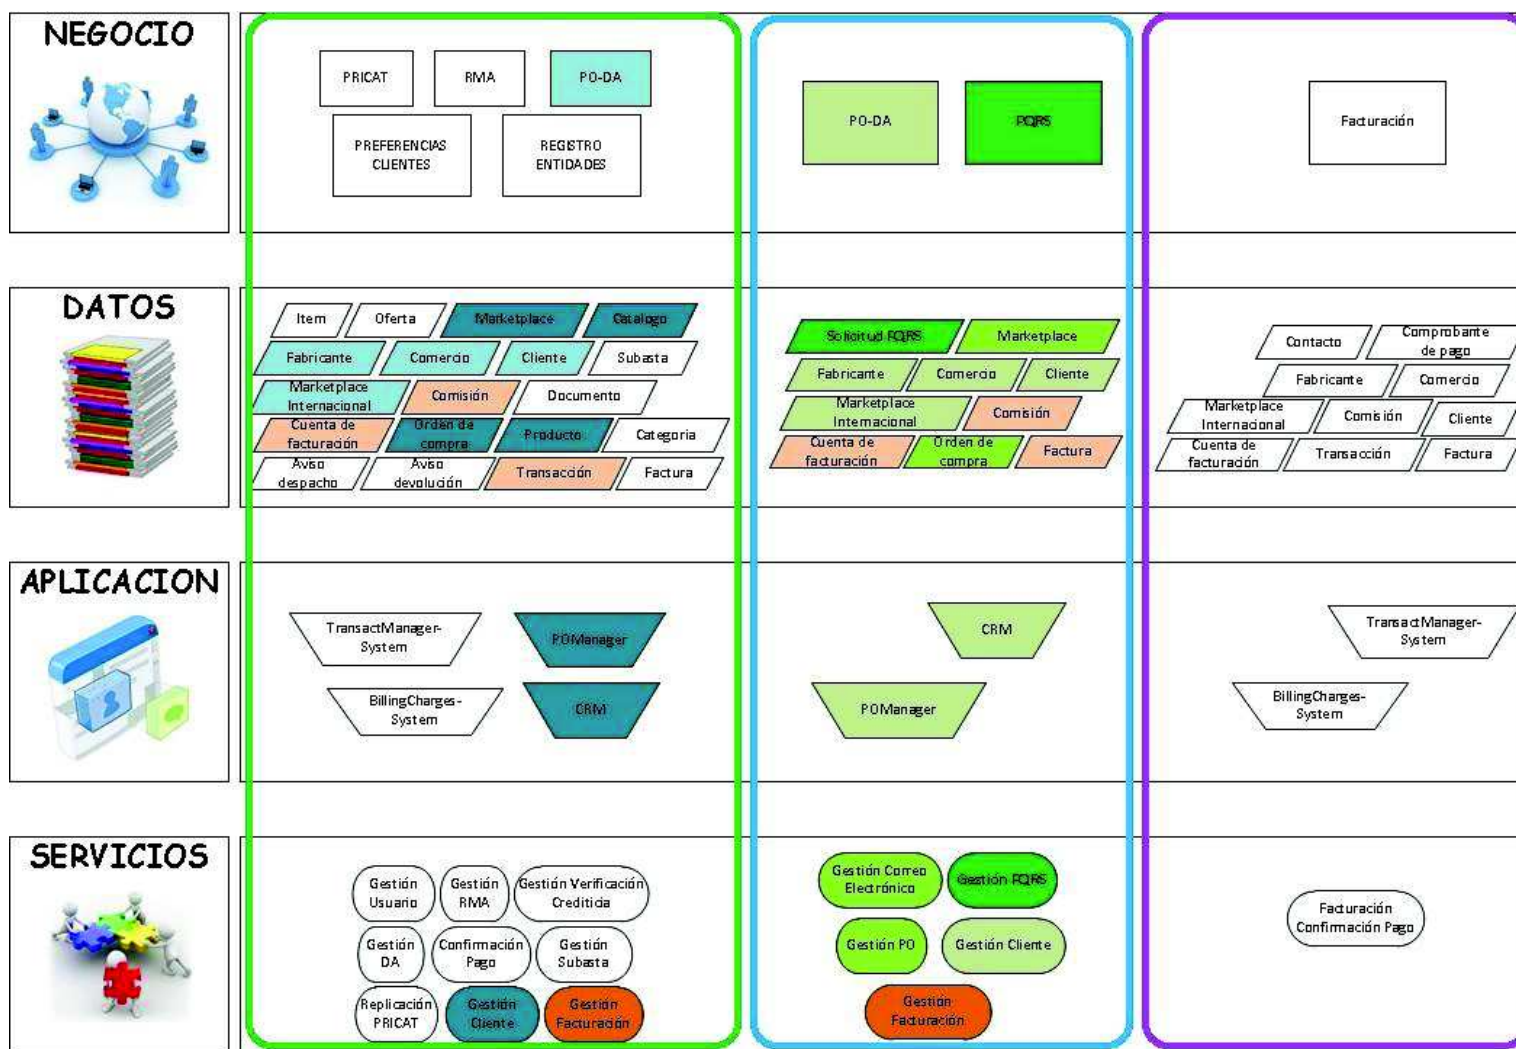 NEGOCIO
PRICAT
RMA
PO-DA
PREFERENCIAS
CLIENTES
REGISTRO
ENTIDADES
PO-DA
PQRS
Facturación
DATOS
Item
Oferta
Marketplace
Catalogo
Fabricante
Comercio
Cliente
Subasta
Marketplace
Internacional
Comisión
Documento
Cuenta de
facturación
Orden de
compra
Producto
Categoria
Aviso
despacho
Aviso
devolución
Transacción
Factura
Solicitud PQRS
Marketplace
Fabricante
Comercio
Cliente
Marketplace
Internacional
Comisión
Cuenta de
facturación
Orden de
compra
Factura
Contacto
Comprobante
de pago
Fabricante
Comercio
Marketplace
Internacional
Comisión
Cliente
Cuenta de
facturación
Transacción
Factura
APLICACION
TransactManager-
System
POManager
BillingCharges-
System
CRM
CRM
POManager
TransactManager-
System
BillingCharges-
System
SERVICIOS
Gestión
Usuario
Gestión
RMA
Gestión Verificación
Crediticia
Gestión
DA
Confirmación
Pago
Gestión
Subasta
Replicación
PRICAT
Gestión
Cliente
Gestión
Facturación
Gestión Correo
Electrónico
Gestión PQRS
Gestión PO
Gestión Cliente
Gestión
Facturación
Facturación
Confirmación Pago